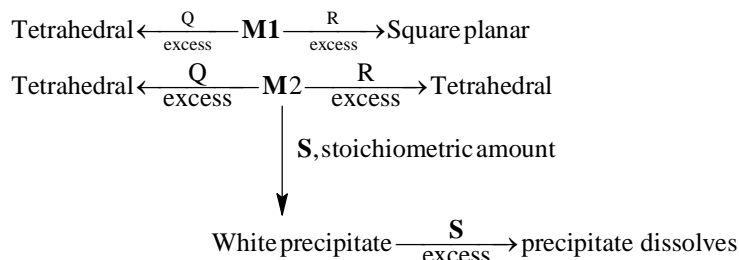 Tetrahedral Q excess M1 R excess Square planar
Tetrahedral Q excess M2 R excess Tetrahedral
S, stoichiometric amount
White precipitate S excess precipitate dissolves